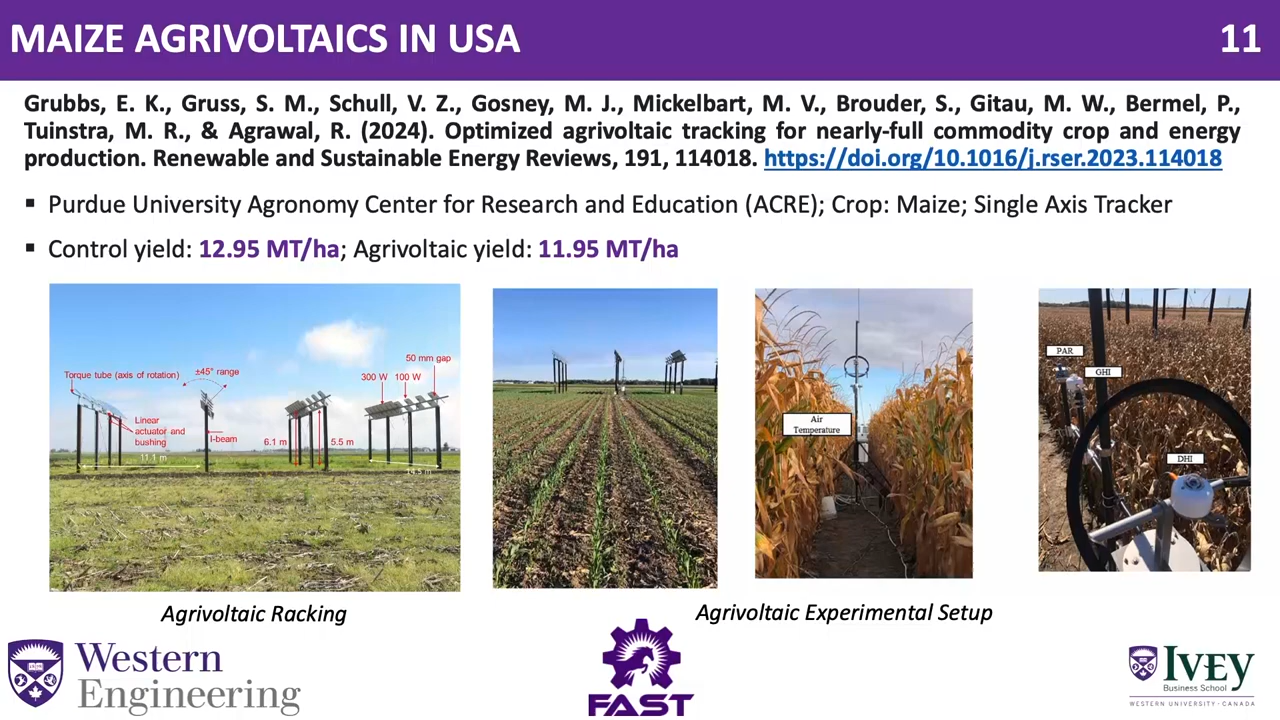 MAIZE AGRIVOLTAICS IN USA
11
Grubbs, E. K., Gruss, S. M., Schull, V. Z., Gosney, M. J., Mickelbart, M. V., Brouder, S., Gitau, M. W., Bermel, P.,
Tuinstra, M. R., & Agrawal, R. (2024). Optimized agrivoltaic tracking for nearly-full commodity crop and energy
production. Renewable and Sustainable Energy Reviews, 191, 114018. https://doi.org/10.1016/j.rser.2023.114018
▪ Purdue University Agronomy Center for Research and Education (ACRE); Crop: Maize; Single Axis Tracker
▪ Control yield: 12.95 MT/ha; Agrivoltaic yield: 11.95 MT/ha
50 mm gap
Torque tube (axis of rotation)
±45° range
300 W
100 W
Linear
actuator and
bushing
I-beam
6.1 m
5.5 m
11.1 m
Air
Temperature
PAR
GHI
DHI
Agrivoltaic Racking
Agrivoltaic Experimental Setup
Western
Engineering
FAST
IVEY
Business School
WESTERN UNIVERSITY · CANADA